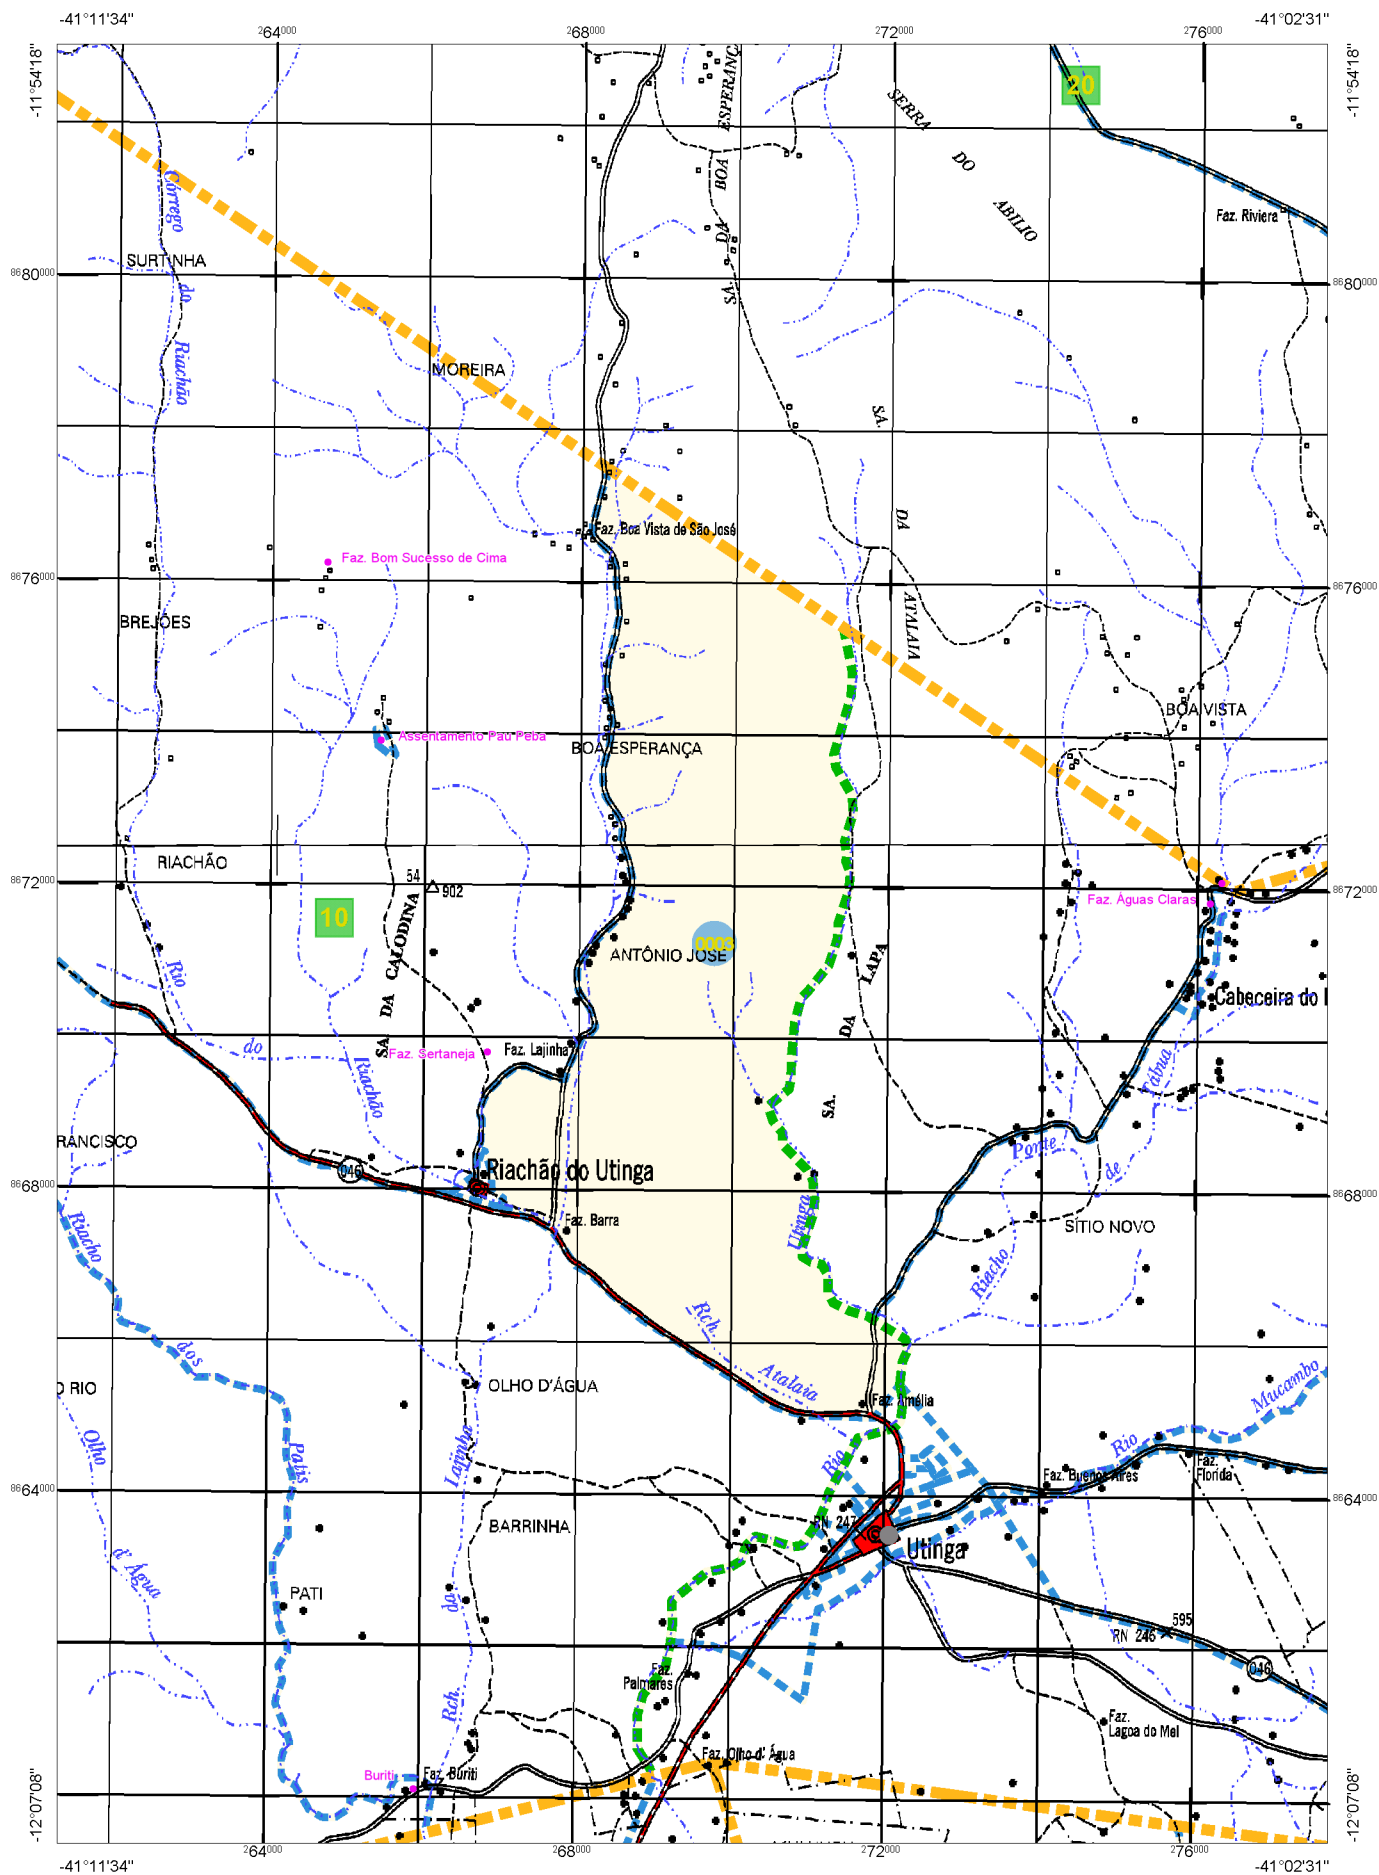 -41°11'34"
-41°02'31"
264000
268000
272000
276000
-11°54'18"
-11°54'18"
20
SERRA
DO
ABILIO
SA. DA BOA ESPERANÇ
Faz. Riviera
Córrego
do
Riachão
SURTINHA
8680000
8680000
MOREIRA
SA.
DA
ATALAIA
Faz. Boa Vista de São José
Faz. Bom Sucesso de Cima
8676000
8676000
BREJÕES
BOA VISTA
Assentamento Pau Peba
BOA ESPERANÇA
RIACHÃO
54
902
8672000
8672000
Faz. Águas Claras
10
0003
ANTÔNIO JOSÉ
SA. DA CALODINA
LAPA
DA
SA.
Rio
do
Riachão
Cabeceira do
Faz. Lajinha
Faz. Sertaneja
Tábua
de
Ponte
Riacho
RANCISCO
046
Riachão do Utinga
8668000
8668000
Faz. Barra
Utinga
SÍTIO NOVO
Riacho
dos
Patis
Rch.
Atalaia
O RIO
OLHO D'ÁGUA
Faz. Amélia
Mucambo
Rio
Olho
d' Água
Lajinha
da
Rch.
Rio
Faz. Buenos Aires
Faz.
Florida
8664000
8664000
BARRINHA
RN 247
Utinga
PATI
595
RN 246
046
Faz.
Palmares
Faz.
Lagoa do Mel
Faz. Olho d' Água
Buriti
Faz. Buriti
-12°07'08"
-12°07'08"
264000
268000
272000
276000
-41°11'34"
-41°02'31"